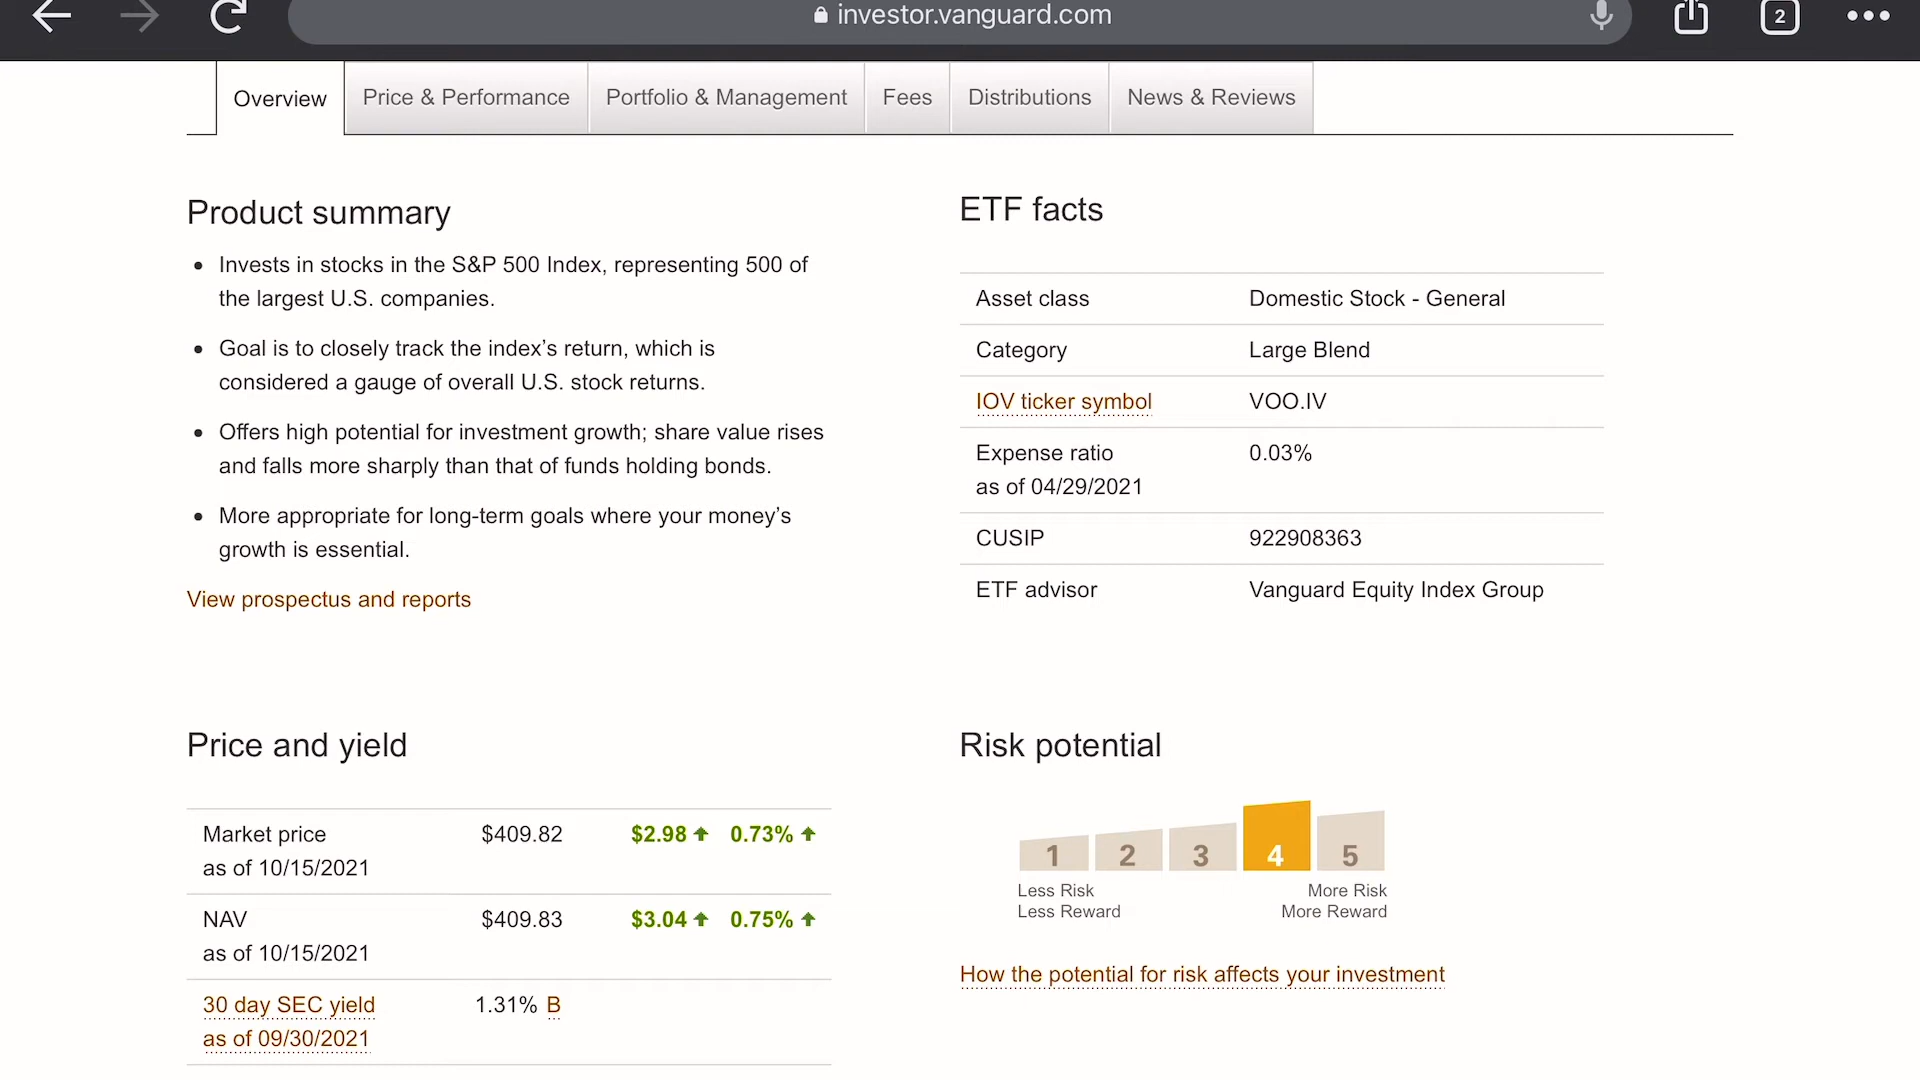 investor.vanguard.com
2
Overview
Price & Performance
Portfolio & Management
Fees
Distributions
News & Reviews
Product summary
Invests in stocks in the S&P 500 Index, representing 500 of
the largest U.S. companies.
Goal is to closely track the index’s return, which is
considered a gauge of overall U.S. stock returns.
Offers high potential for investment growth; share value rises
and falls more sharply than that of funds holding bonds.
More appropriate for long-term goals where your money’s
growth is essential.
View prospectus and reports
ETF facts
Asset class Domestic Stock - General
Category Large Blend
IOV ticker symbol VOO.IV
Expense ratio 0.03%
as of 04/29/2021
CUSIP 922908363
ETF advisor Vanguard Equity Index Group
Price and yield
Market price $409.82 $2.98 0.73%
as of 10/15/2021
NAV $409.83 $3.04 0.75%
as of 10/15/2021
30 day SEC yield 1.31% B
as of 09/30/2021
Risk potential
1 2 3 4 5
Less Risk More Risk
Less Reward More Reward
How the potential for risk affects your investment